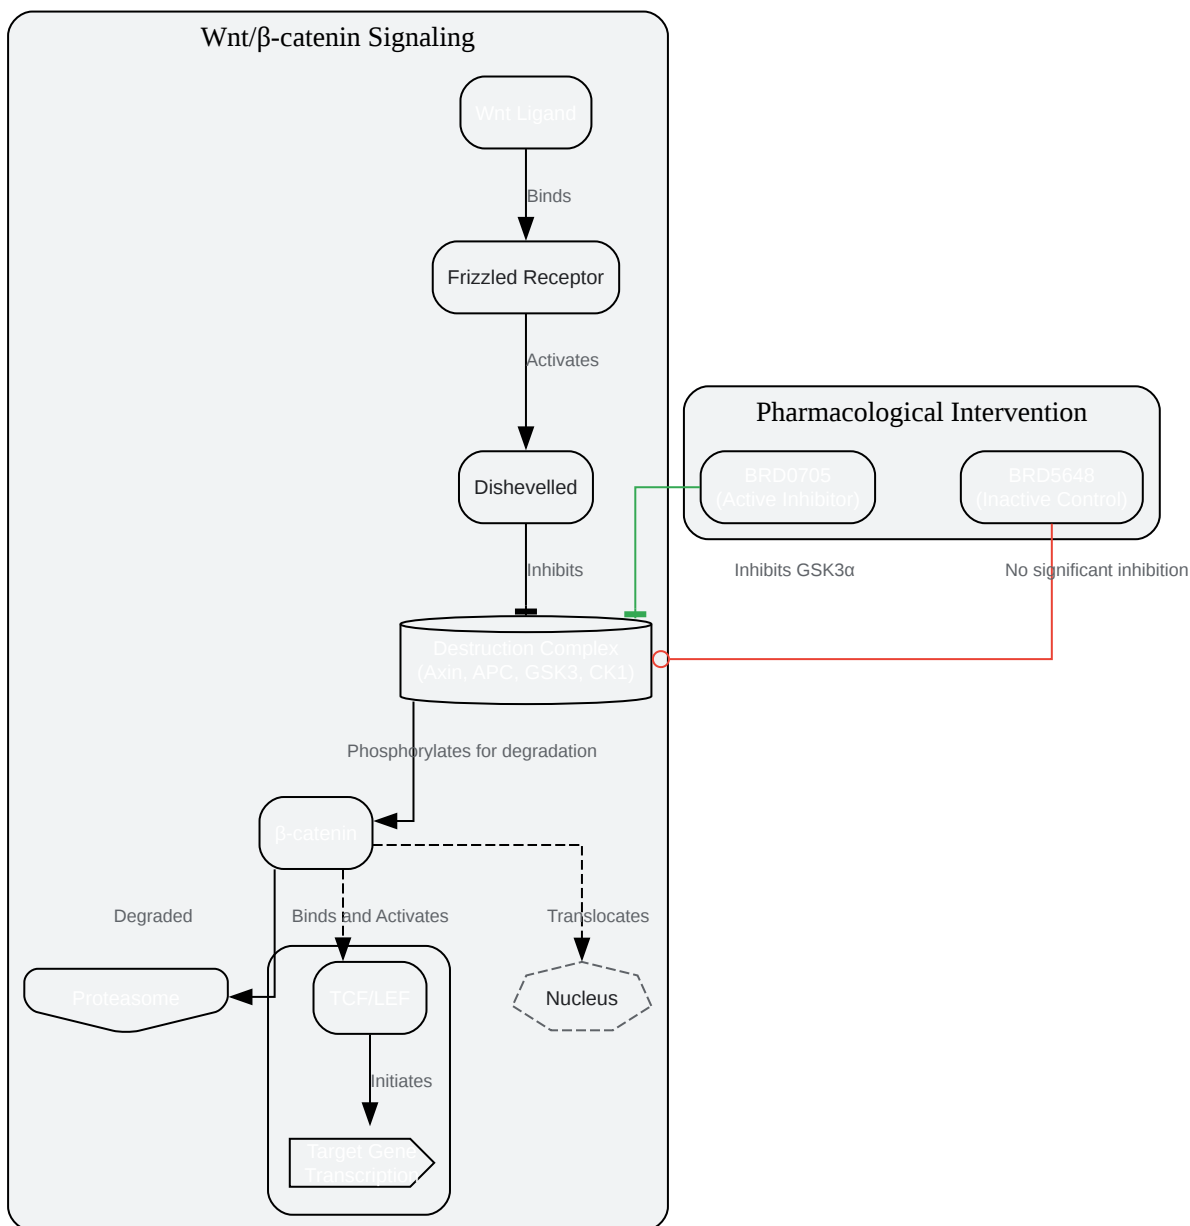 Wnt/β-catenin Signaling
Wnt Ligand
Binds
Frizzled Receptor
Activates
Pharmacological Intervention
Dishevelled
BRD0705
(Active Inhibitor)
BRD5648
(Inactive Control)
Inhibits
Inhibits GSK3α
No significant inhibition
Destruction Complex
(Axin, APC, GSK3, CK1)
Phosphorylates for degradation
β-catenin
Degraded
Binds and Activates
Translocates
Proteasome
TCF/LEF
Nucleus
Initiates
Target Gene
Transcription